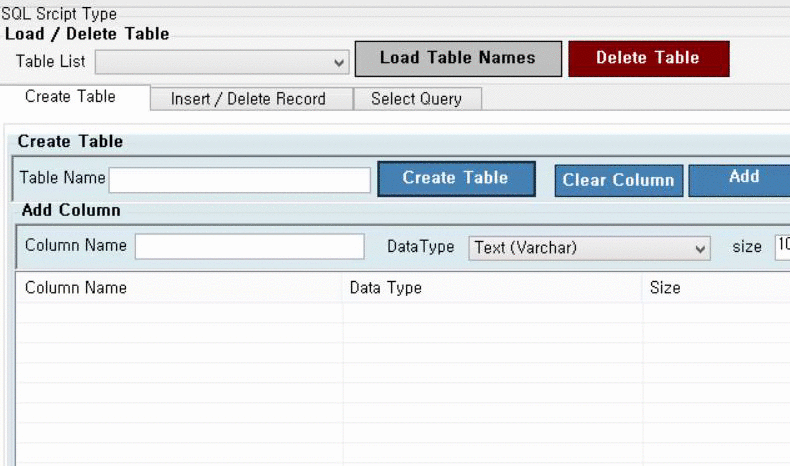 SQL Srcipt Type
Load / Delete Table
Table List Load Table Names Delete Table
Create Table Insert / Delete Record Select Query
Create Table
Table Name Create Table Clear Column Add
Add Column
Column Name DataType Text (Varchar) size 10
Column Name Data Type Size